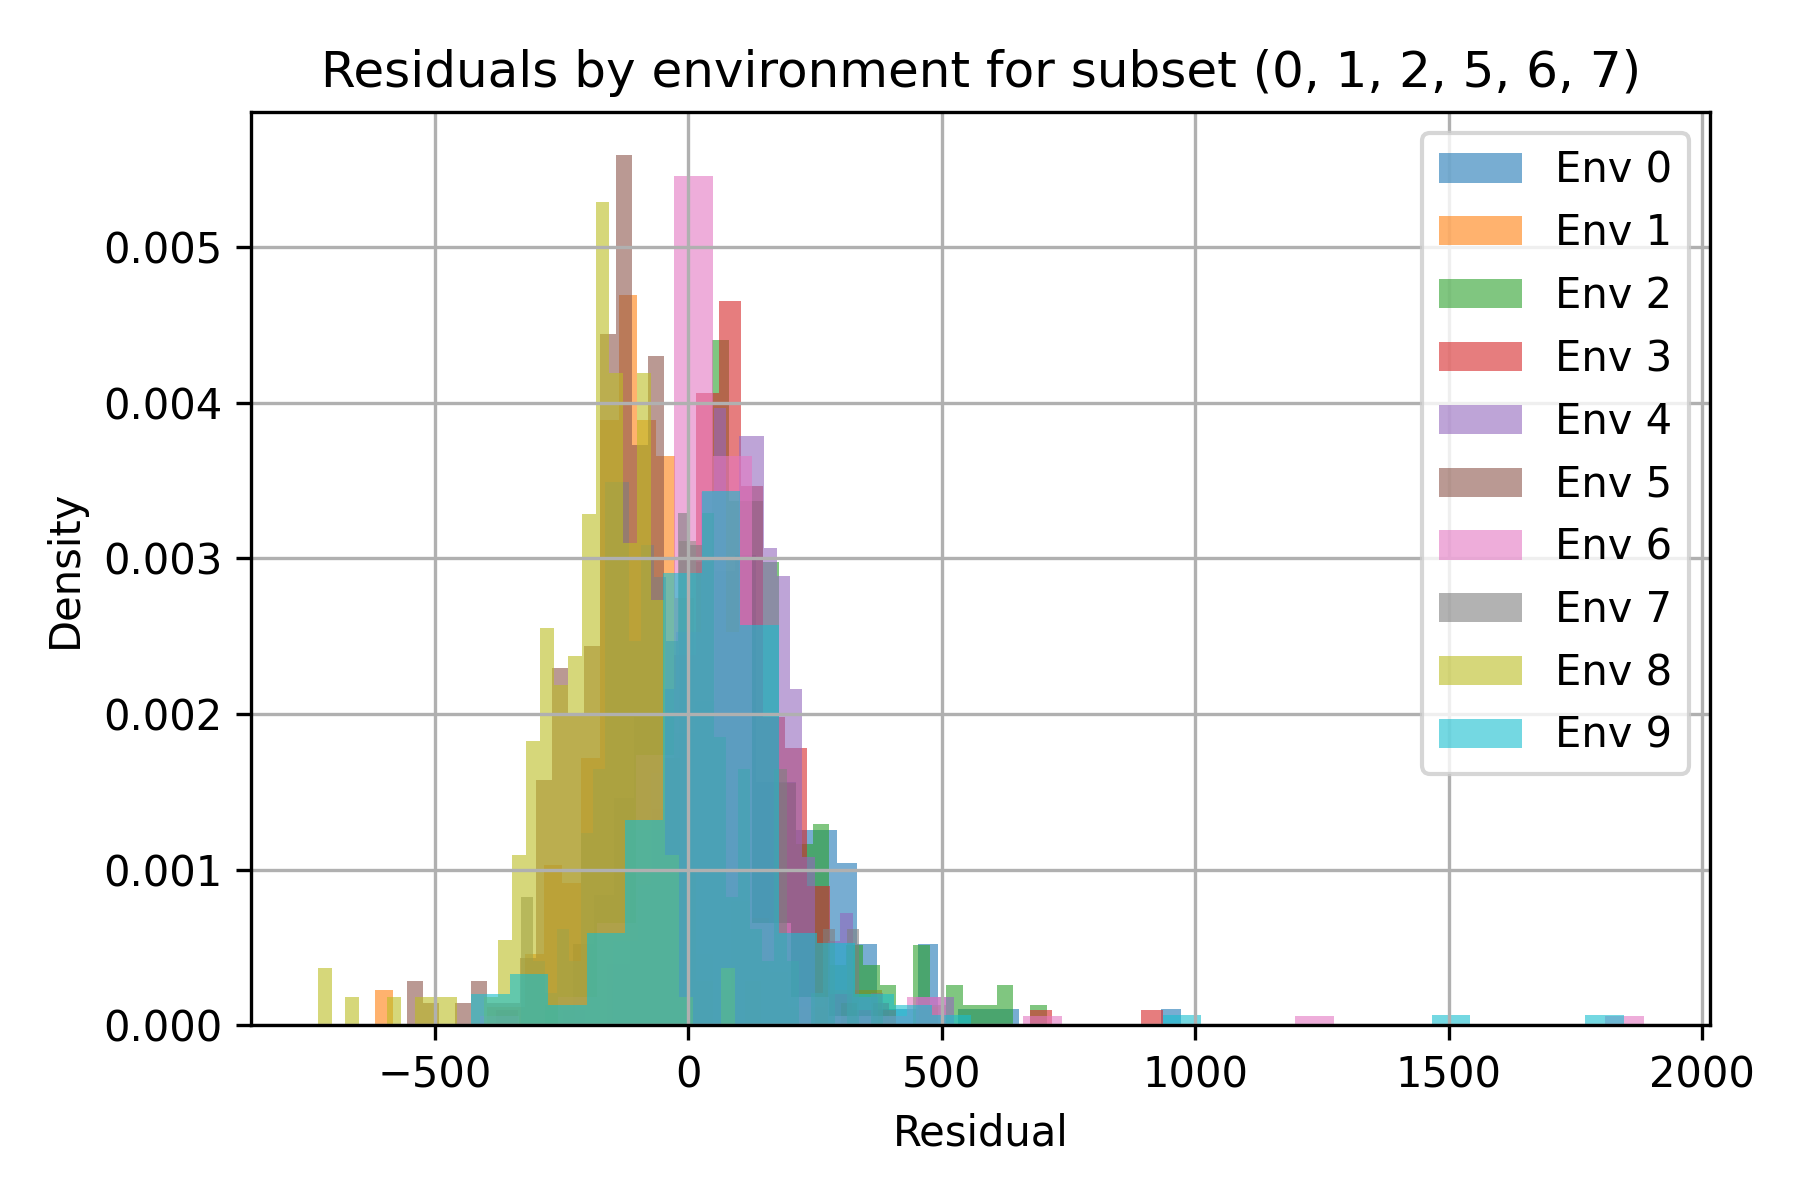 Residuals by environment for subset (0, 1, 2, 5, 6, 7)
Density
0.005
0.004
0.003
0.002
0.001
0.000
−500
0
500
1000
1500
2000
Residual
Env 0
Env 1
Env 2
Env 3
Env 4
Env 5
Env 6
Env 7
Env 8
Env 9